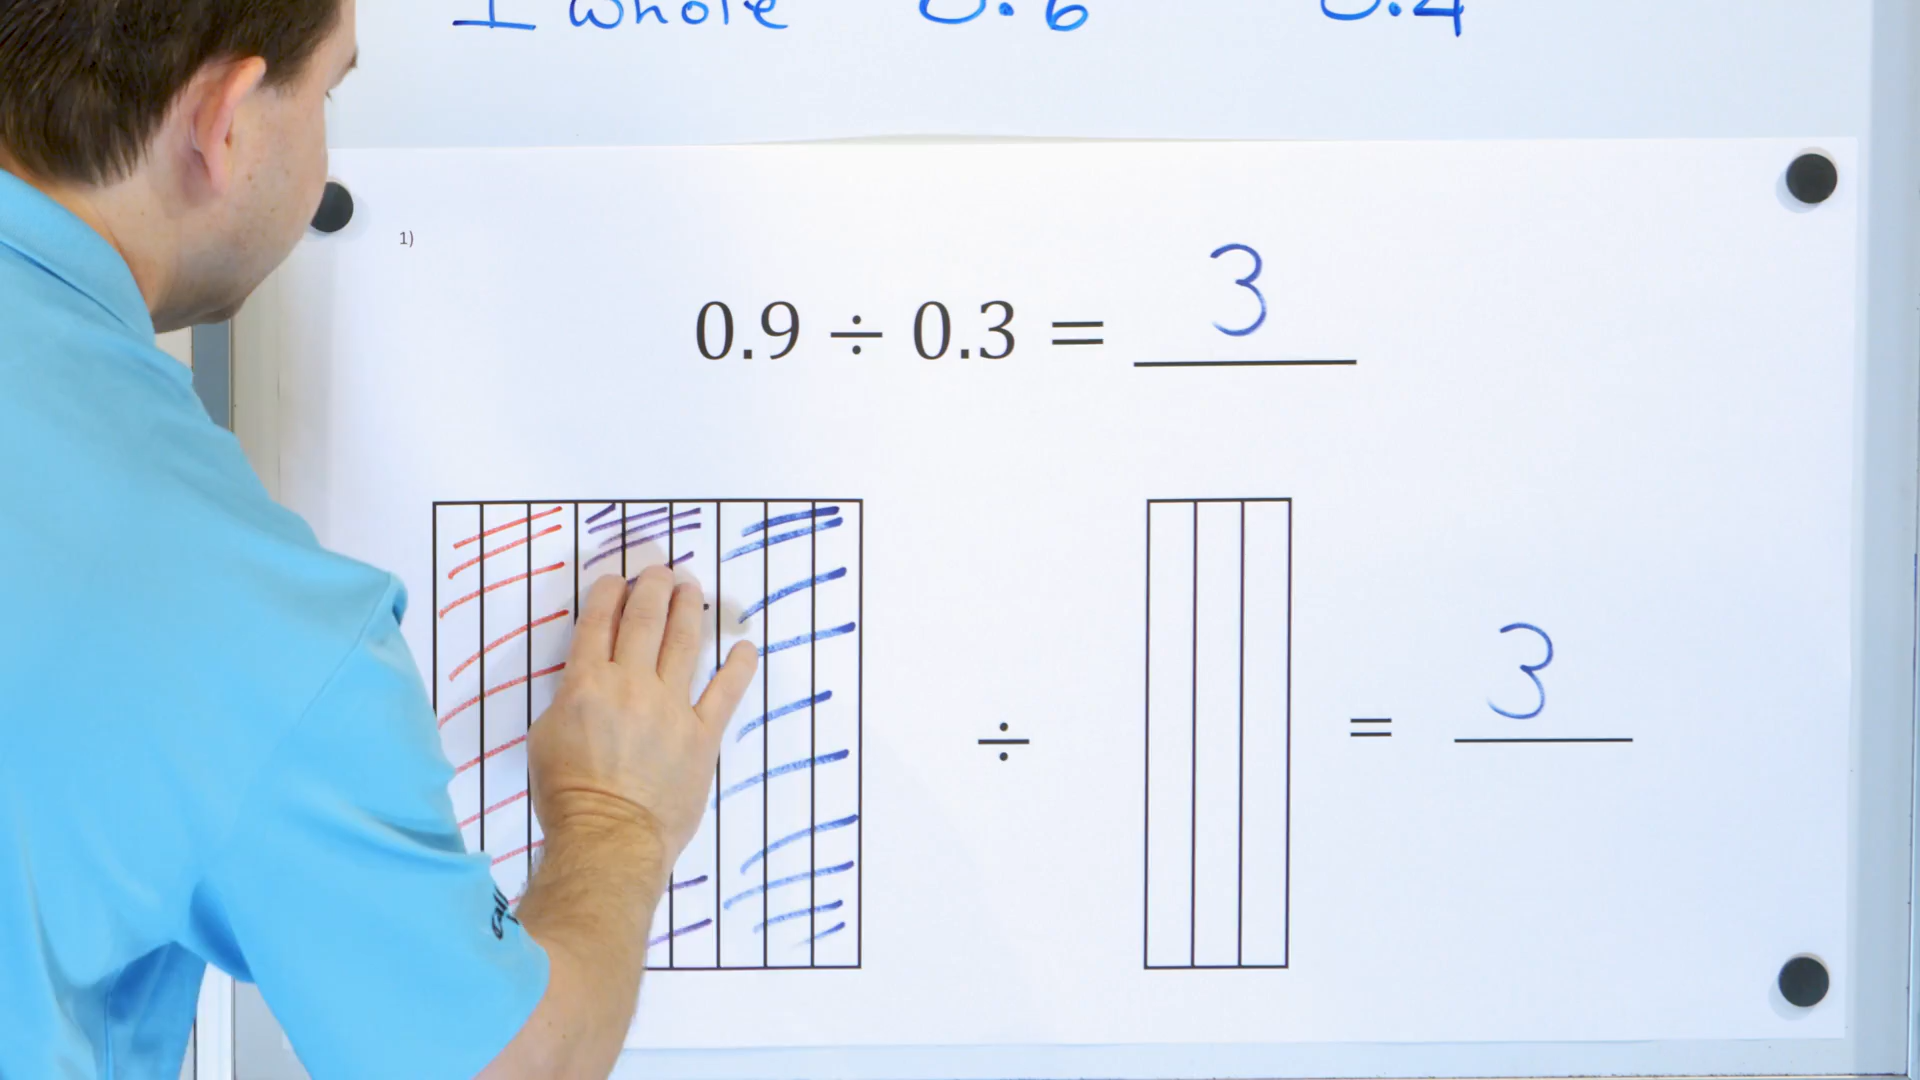 1 whole 0.6 0.4
1)
0.9 ÷ 0.3 = 3
÷ = 3